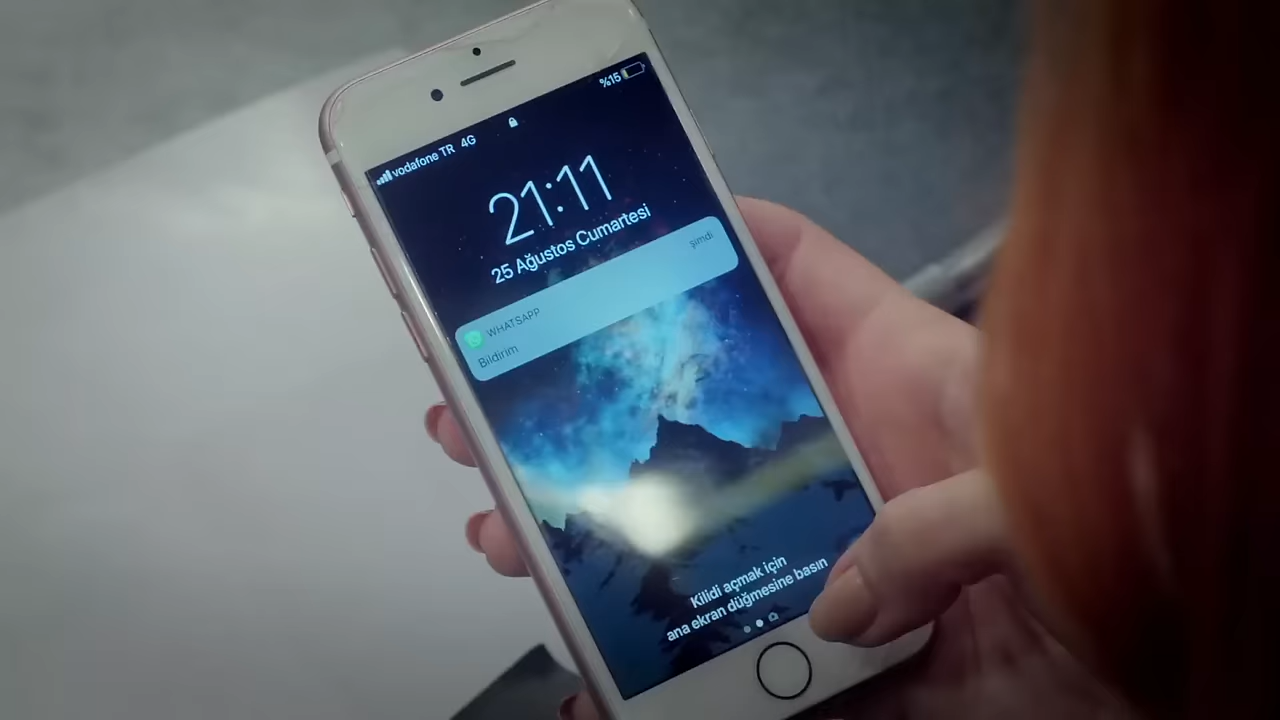 vodafone TR 4G %15
21:11
25 Ağustos Cumartesi
WHATSAPP şimdi
Bildirim
Kilidi açmak için
ana ekran düğmesine basın